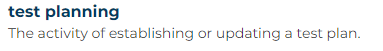 test planning
The activity of establishing or updating a test plan.